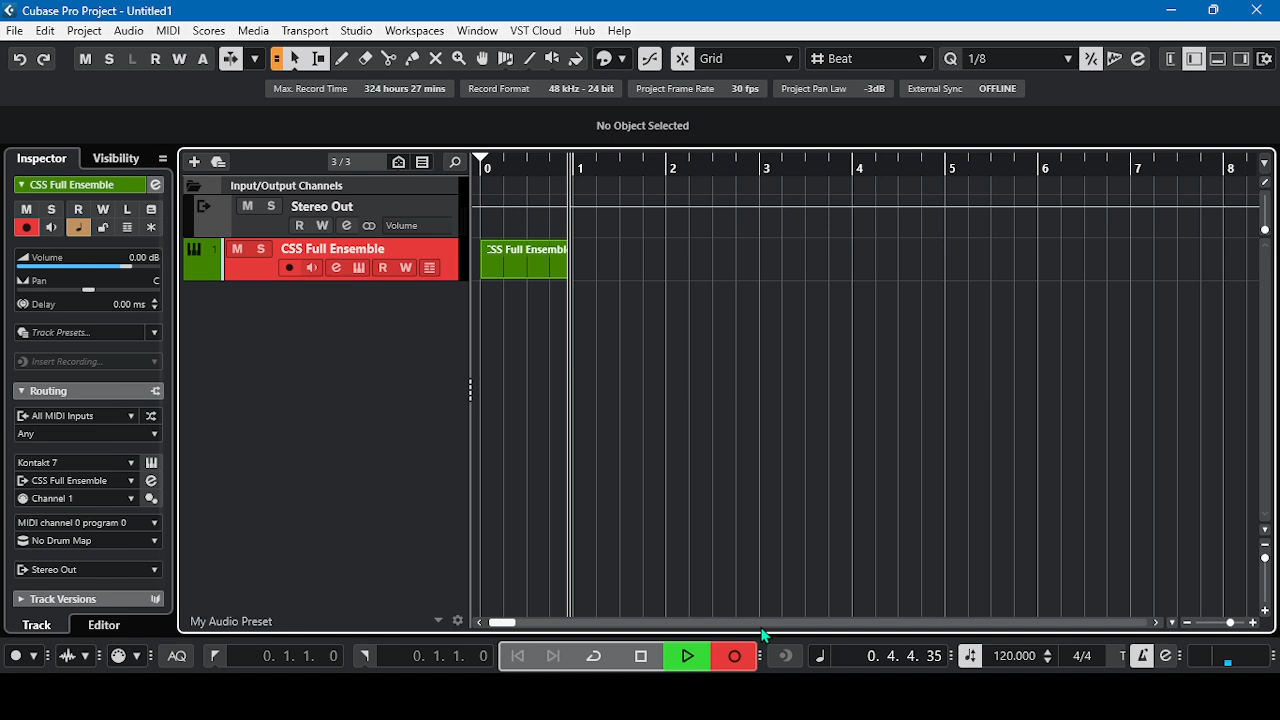 Cubase Pro Project - Untitled1
File Edit Project Audio MIDI Scores Media Transport Studio Workspaces Window VST Cloud Hub Help
M S L R W A Grid # Beat Q 1/8
Max. Record Time 324 hours 27 mins Record Format 48 kHz - 24 bit Project Frame Rate 30 fps Project Pan Law -3dB External Sync OFFLINE
No Object Selected
Inspector Visibility 3 / 3 0 1 2 3 4 5 6 7 8
CSS Full Ensemble
Input/Output Channels
M S Stereo Out
R W e Volume
M S R W L
1 M S CSS Full Ensemble
R W
SS Full Ensembl
Volume 0.00 dB
Pan C
Delay 0.00 ms
Track Presets...
Insert Recording...
Routing
All MIDI Inputs
Any
Kontakt 7
CSS Full Ensemble
Channel 1
MIDI channel 0 program 0
No Drum Map
Stereo Out
Track Versions
Track Editor
My Audio Preset
AQ 0. 1. 1. 0 0. 1. 1. 0 0. 4. 4. 35 120.000 4/4 T